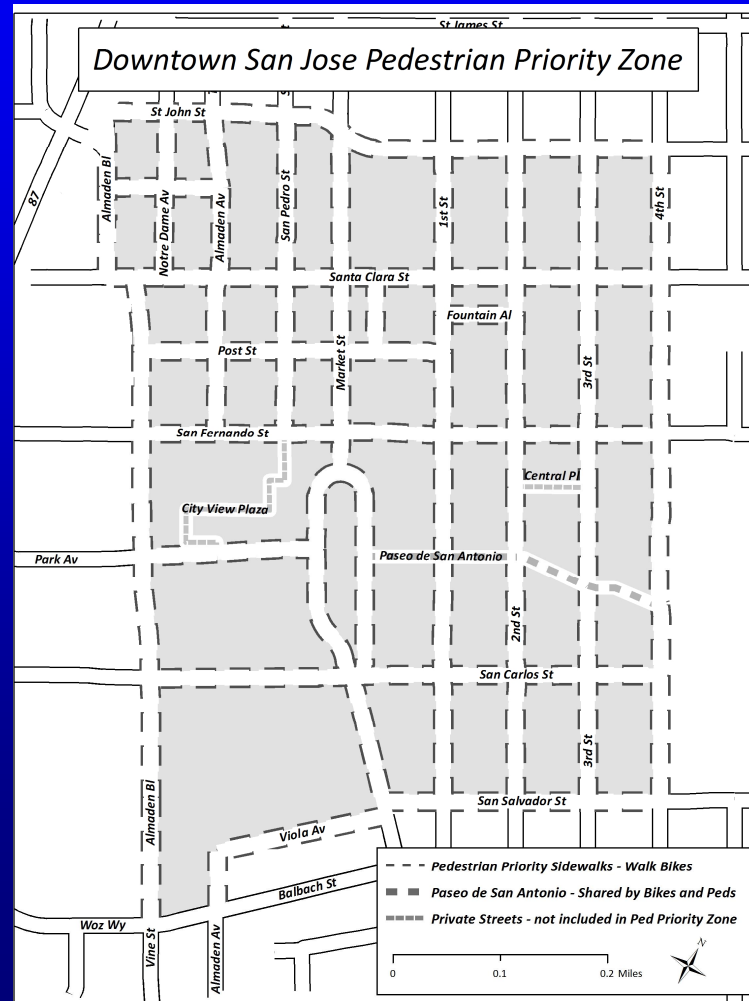 St James St
Downtown San Jose Pedestrian Priority Zone
St John St
Almaden Bl
87
Notre Dame Av
Almaden Av
San Pedro St
1st St
4th St
Santa Clara St
Fountain Al
Post St
Market St
3rd St
San Fernando St
Central Pl
City View Plaza
Park Av
Paseo de San Antonio
2nd St
San Carlos St
3rd St
Almaden Bl
San Salvador St
Viola Av
Balbach St
Woz Wy
Vine St
Almaden Av
Pedestrian Priority Sidewalks - Walk Bikes
Paseo de San Antonio - Shared by Bikes and Peds
Private Streets - not included in Ped Priority Zone
N
0 0.1 0.2 Miles